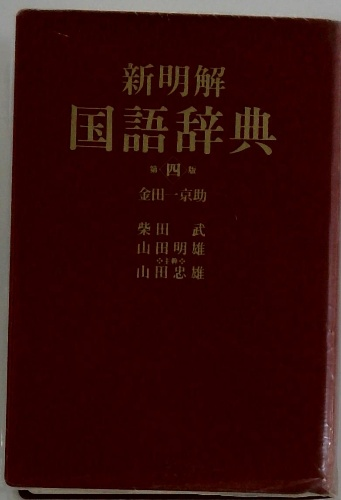 新明解
国語辞典
第四版
金田一京助
柴田 武
山田明雄
❖主幹❖
山田忠雄